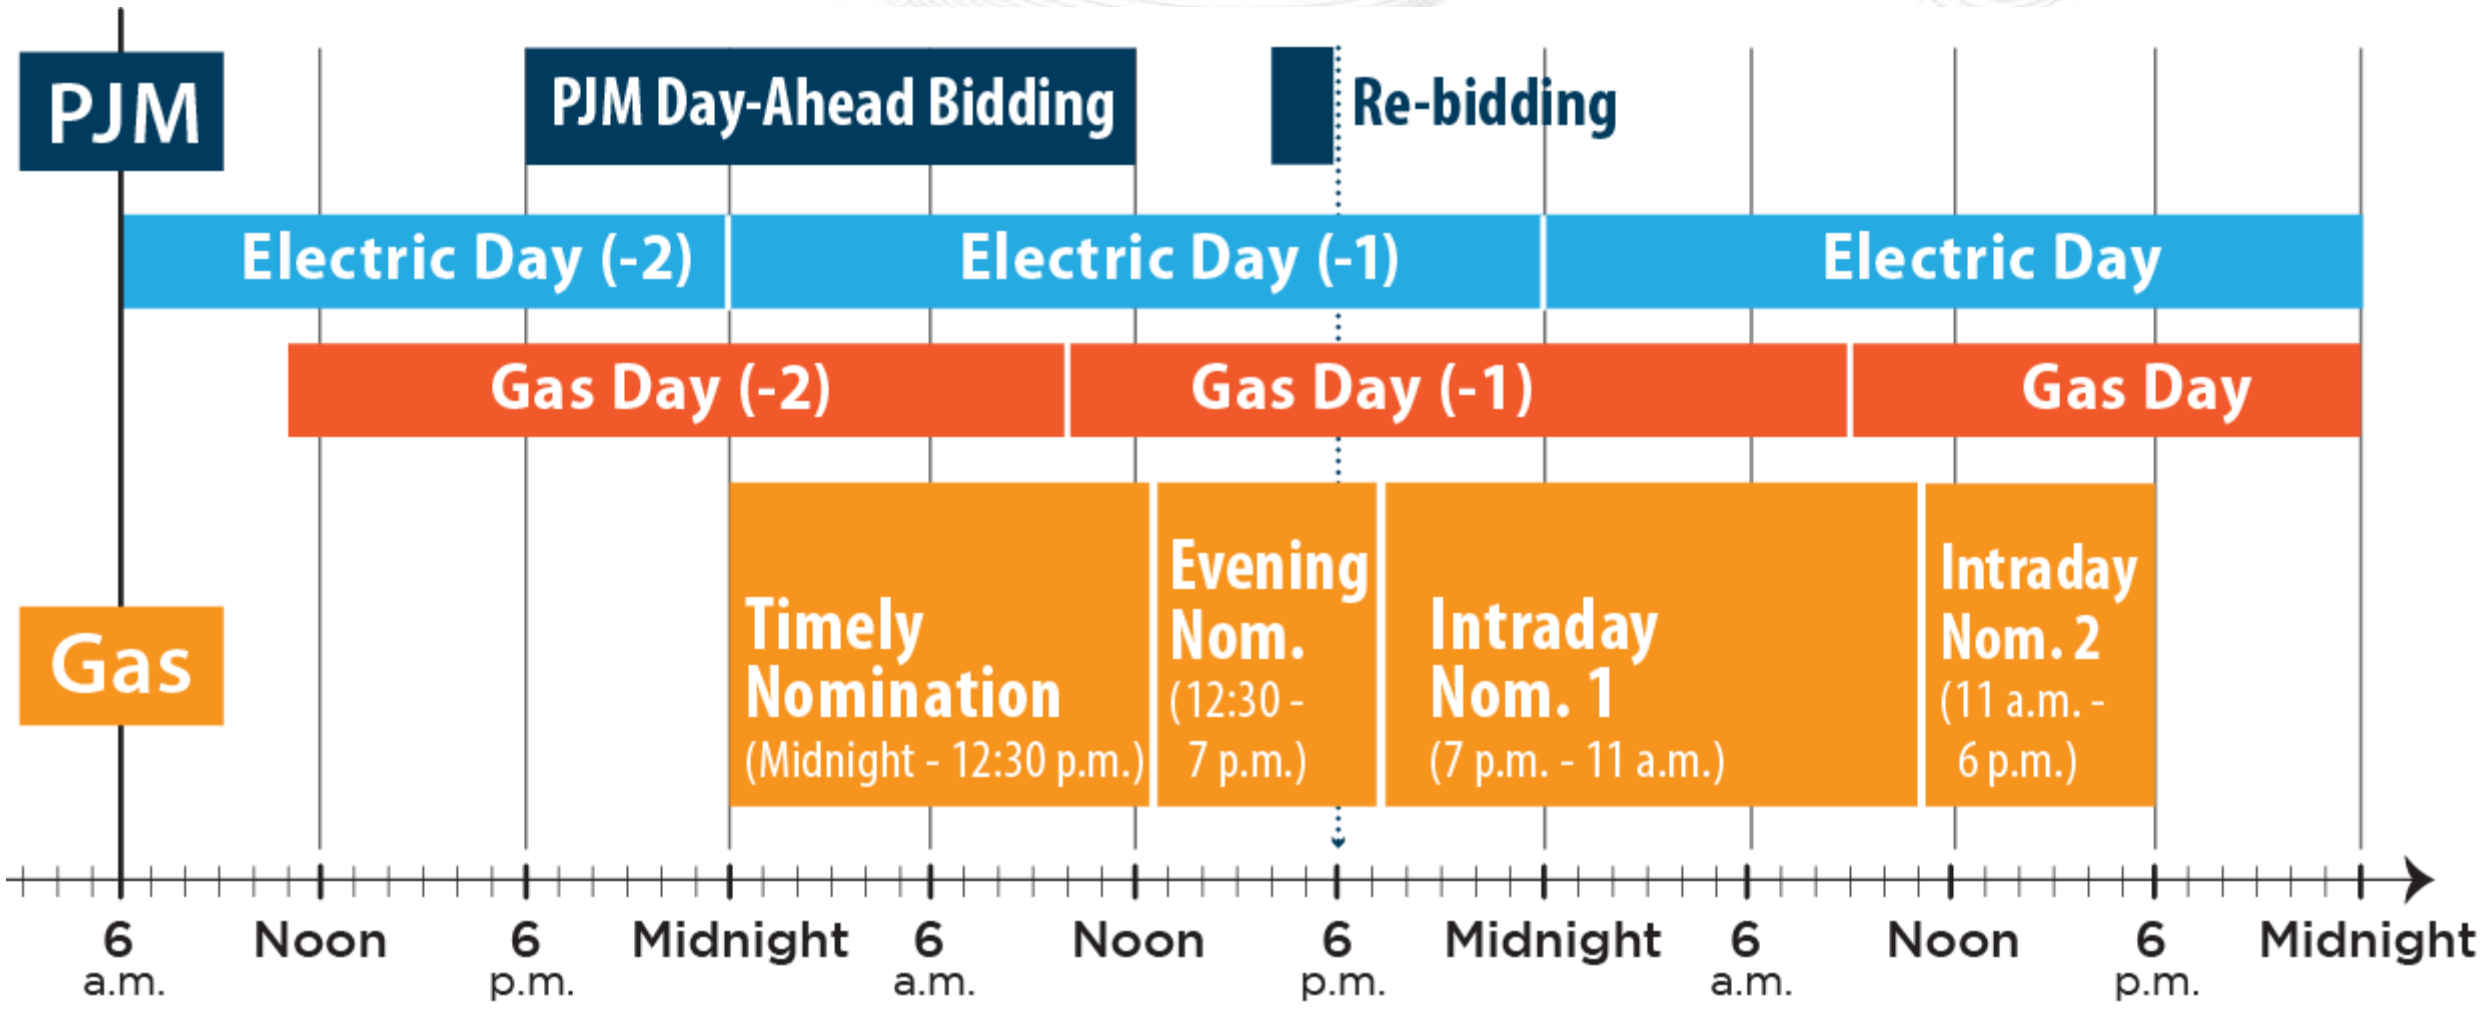 PJM
PJM Day-Ahead Bidding
Re-bidding
Electric Day (-2)
Electric Day (-1)
Electric Day
Gas Day (-2)
Gas Day (-1)
Gas Day
Gas
Timely
Nomination
(Midnight - 12:30 p.m.)
Evening
Nom.
(12:30 -
7 p.m.)
Intraday
Nom. 1
(7 p.m. - 11 a.m.)
Intraday
Nom. 2
(11 a.m. -
6 p.m.)
6
a.m.
Noon
6
p.m.
Midnight
6
a.m.
Noon
6
p.m.
Midnight
6
a.m.
Noon
6
p.m.
Midnight